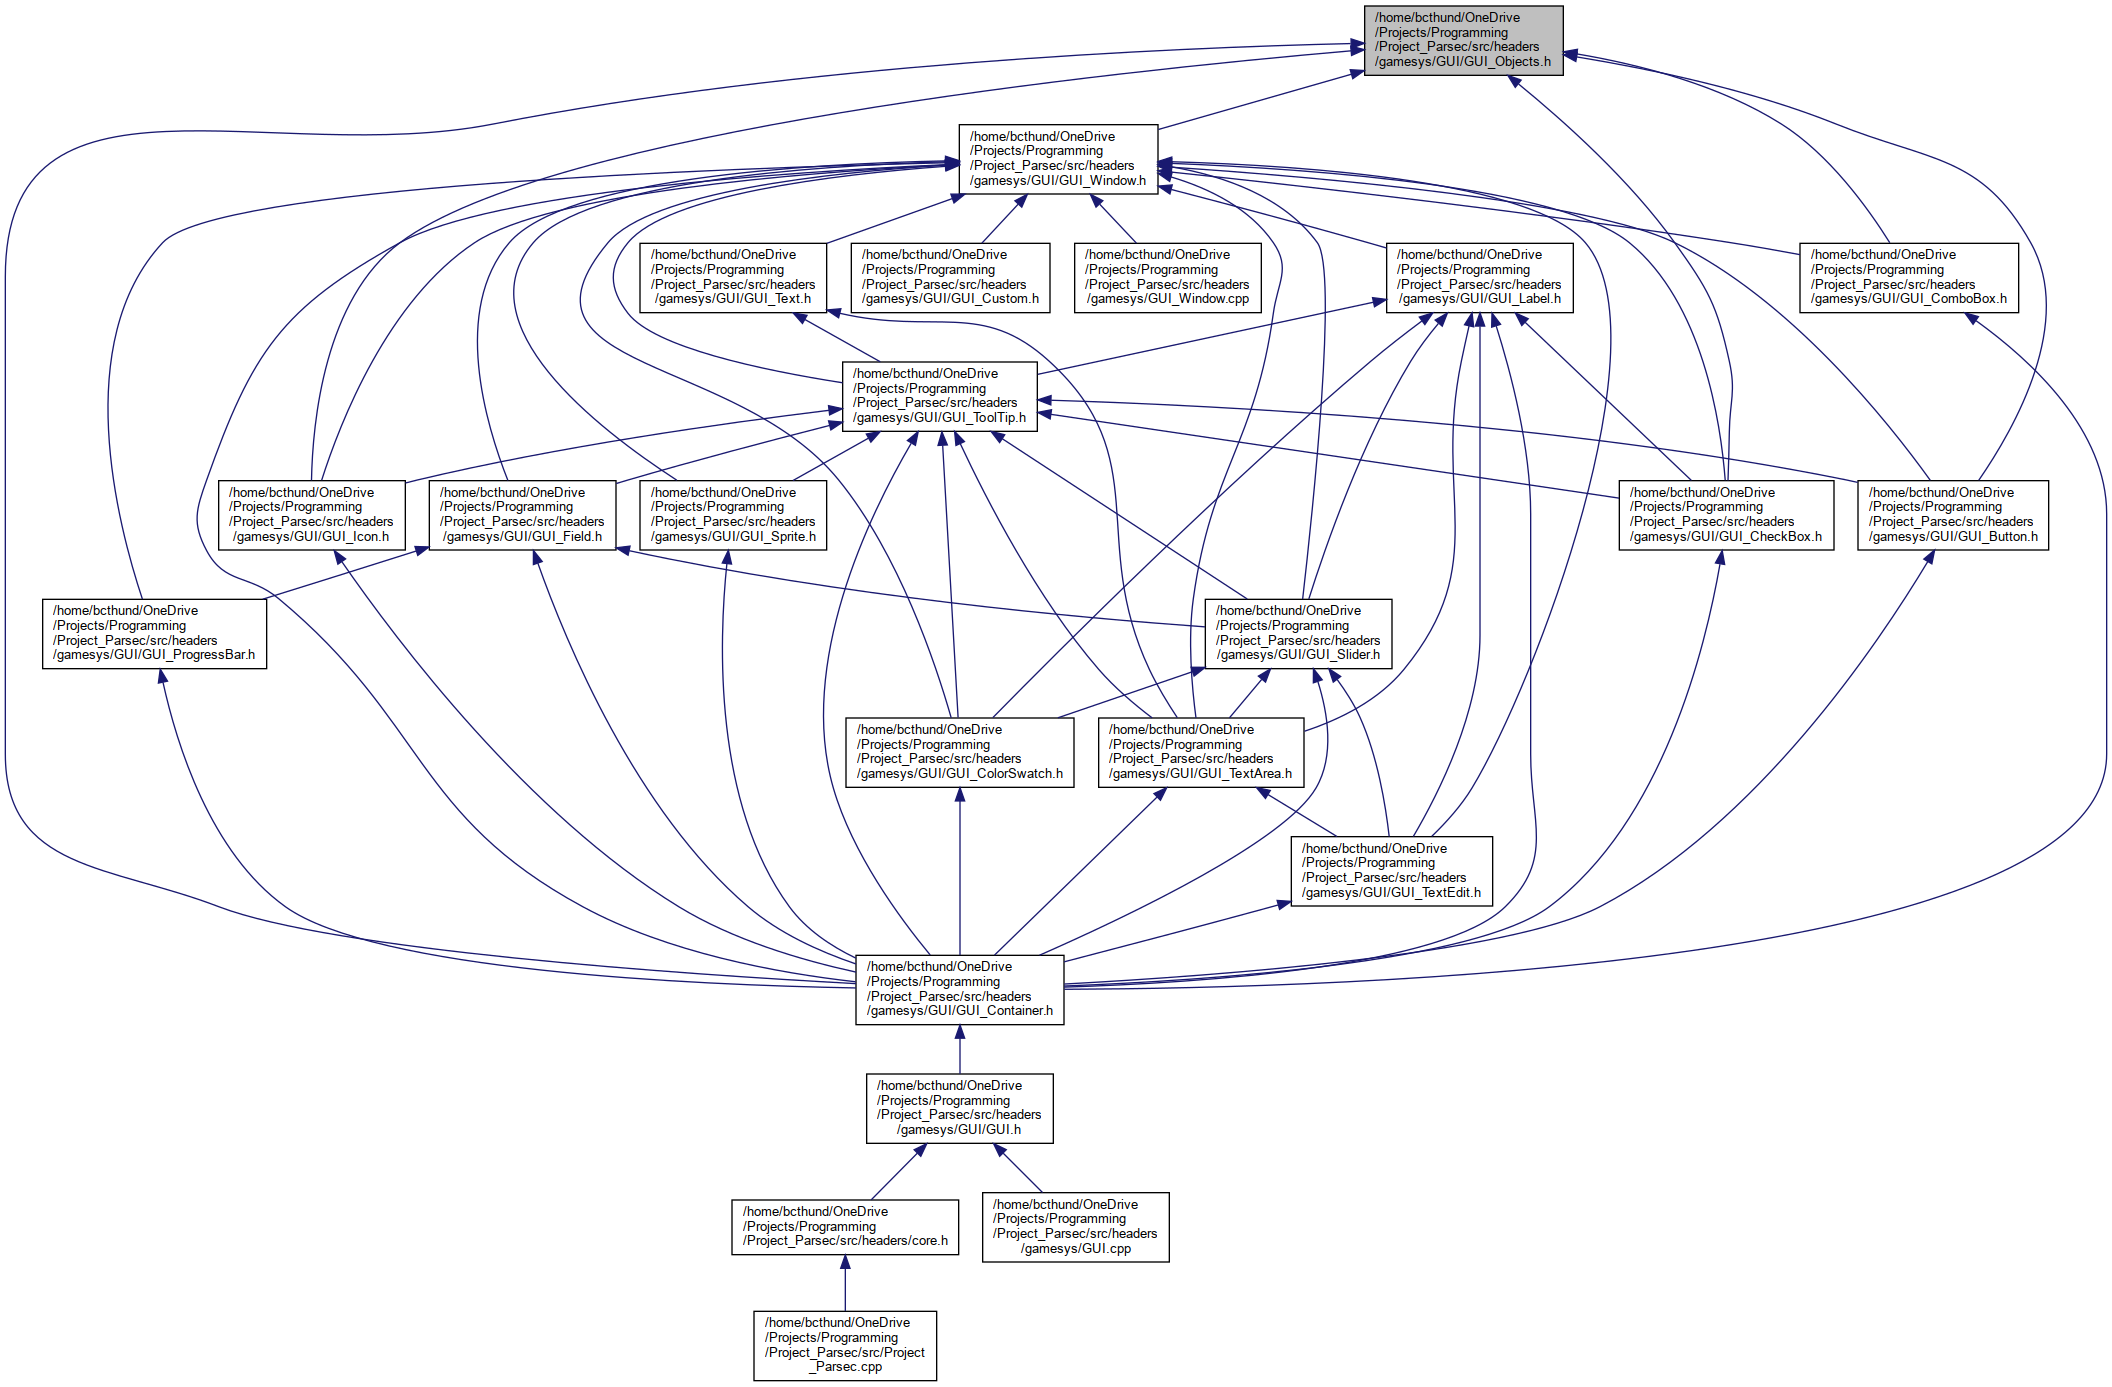 /home/bcthund/OneDrive
/Projects/Programming
/Project_Parsec/src/headers
/gamesys/GUI/GUI_Objects.h
/home/bcthund/OneDrive
/Projects/Programming
/Project_Parsec/src/headers
/gamesys/GUI/GUI_Window.h
/home/bcthund/OneDrive
/Projects/Programming
/Project_Parsec/src/headers
/gamesys/GUI/GUI_Text.h
/home/bcthund/OneDrive
/Projects/Programming
/Project_Parsec/src/headers
/gamesys/GUI/GUI_Custom.h
/home/bcthund/OneDrive
/Projects/Programming
/Project_Parsec/src/headers
/gamesys/GUI_Window.cpp
/home/bcthund/OneDrive
/Projects/Programming
/Project_Parsec/src/headers
/gamesys/GUI/GUI_Label.h
/home/bcthund/OneDrive
/Projects/Programming
/Project_Parsec/src/headers
/gamesys/GUI/GUI_ComboBox.h
/home/bcthund/OneDrive
/Projects/Programming
/Project_Parsec/src/headers
/gamesys/GUI/GUI_ToolTip.h
/home/bcthund/OneDrive
/Projects/Programming
/Project_Parsec/src/headers
/gamesys/GUI/GUI_Icon.h
/home/bcthund/OneDrive
/Projects/Programming
/Project_Parsec/src/headers
/gamesys/GUI/GUI_Field.h
/home/bcthund/OneDrive
/Projects/Programming
/Project_Parsec/src/headers
/gamesys/GUI/GUI_Sprite.h
/home/bcthund/OneDrive
/Projects/Programming
/Project_Parsec/src/headers
/gamesys/GUI/GUI_CheckBox.h
/home/bcthund/OneDrive
/Projects/Programming
/Project_Parsec/src/headers
/gamesys/GUI/GUI_Button.h
/home/bcthund/OneDrive
/Projects/Programming
/Project_Parsec/src/headers
/gamesys/GUI/GUI_ProgressBar.h
/home/bcthund/OneDrive
/Projects/Programming
/Project_Parsec/src/headers
/gamesys/GUI/GUI_Slider.h
/home/bcthund/OneDrive
/Projects/Programming
/Project_Parsec/src/headers
/gamesys/GUI/GUI_ColorSwatch.h
/home/bcthund/OneDrive
/Projects/Programming
/Project_Parsec/src/headers
/gamesys/GUI/GUI_TextArea.h
/home/bcthund/OneDrive
/Projects/Programming
/Project_Parsec/src/headers
/gamesys/GUI/GUI_TextEdit.h
/home/bcthund/OneDrive
/Projects/Programming
/Project_Parsec/src/headers
/gamesys/GUI/GUI_Container.h
/home/bcthund/OneDrive
/Projects/Programming
/Project_Parsec/src/headers
/gamesys/GUI/GUI.h
/home/bcthund/OneDrive
/Projects/Programming
/Project_Parsec/src/headers/core.h
/home/bcthund/OneDrive
/Projects/Programming
/Project_Parsec/src/headers
/gamesys/GUI.cpp
/home/bcthund/OneDrive
/Projects/Programming
/Project_Parsec/src/Project
_Parsec.cpp